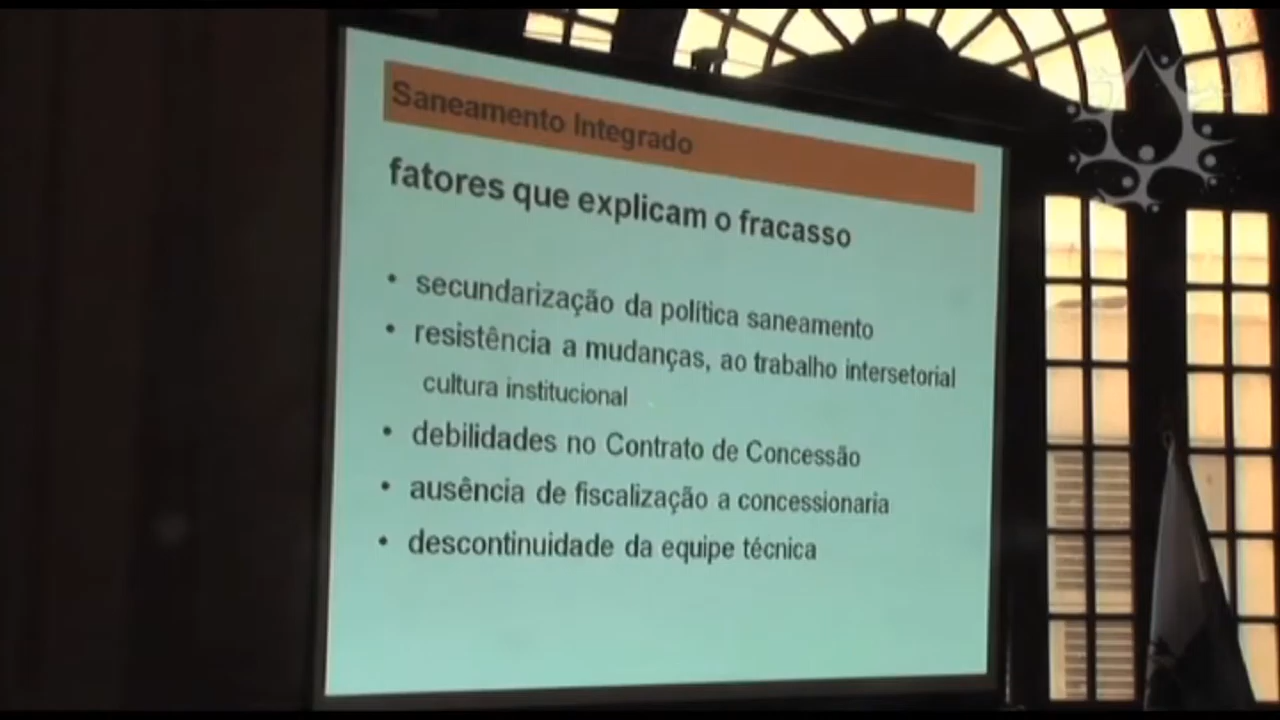 Saneamento Integrado
fatores que explicam o fracasso
• secundarização da política saneamento
• resistência a mudanças, ao trabalho intersetorial
cultura institucional
• debilidades no Contrato de Concessão
• ausência de fiscalização a concessionaria
• descontinuidade da equipe técnica